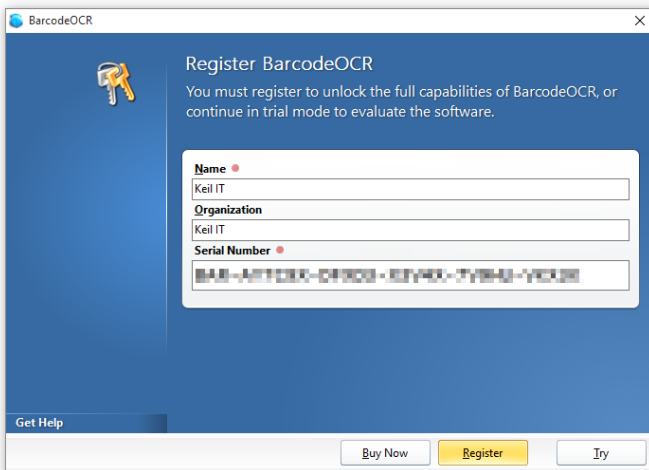 BarcodeOCR
Register BarcodeOCR
You must register to unlock the full capabilities of BarcodeOCR, or
continue in trial mode to evaluate the software.
Name
Keil IT
Organization
Keil IT
Serial Number
Get Help
Buy Now
Register
Try